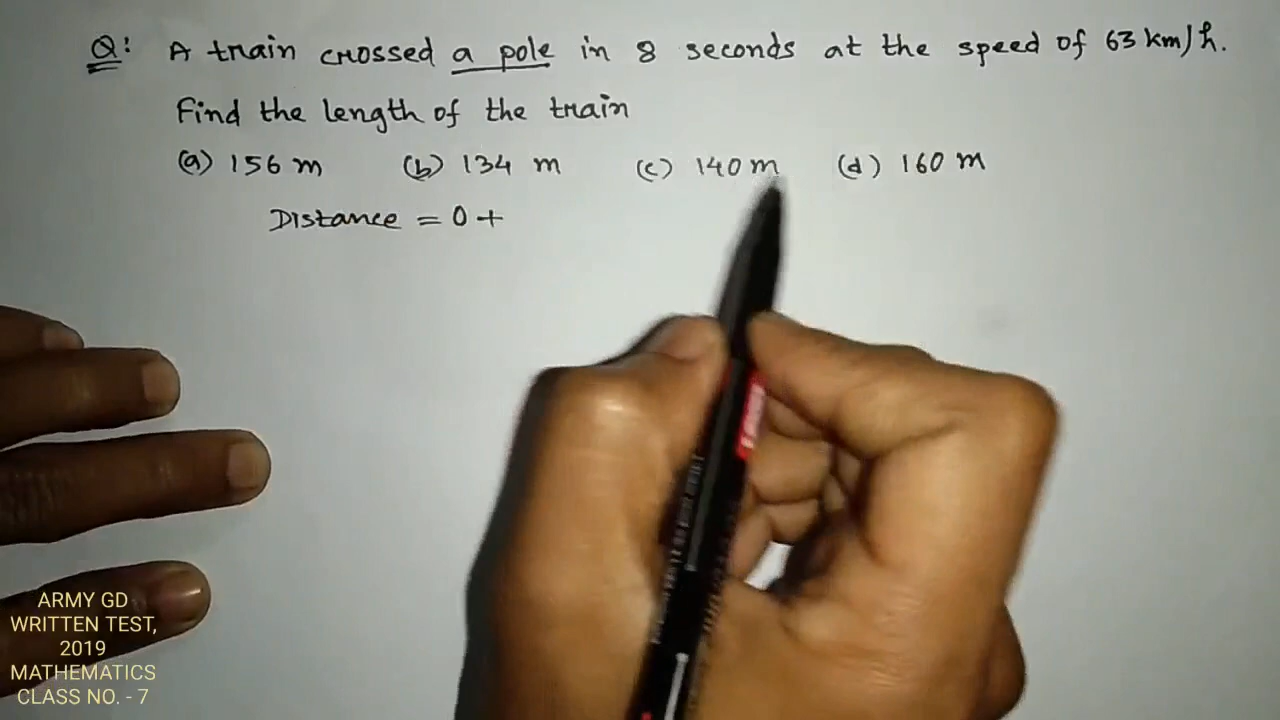 Q: A train crossed a pole in 8 seconds at the speed of 63 km/h.
Find the length of the train
(a) 156 m (b) 134 m (c) 140 m (d) 160 m
Distance = 0 +
ARMY GD
WRITTEN TEST,
2019
MATHEMATICS
CLASS NO. - 7